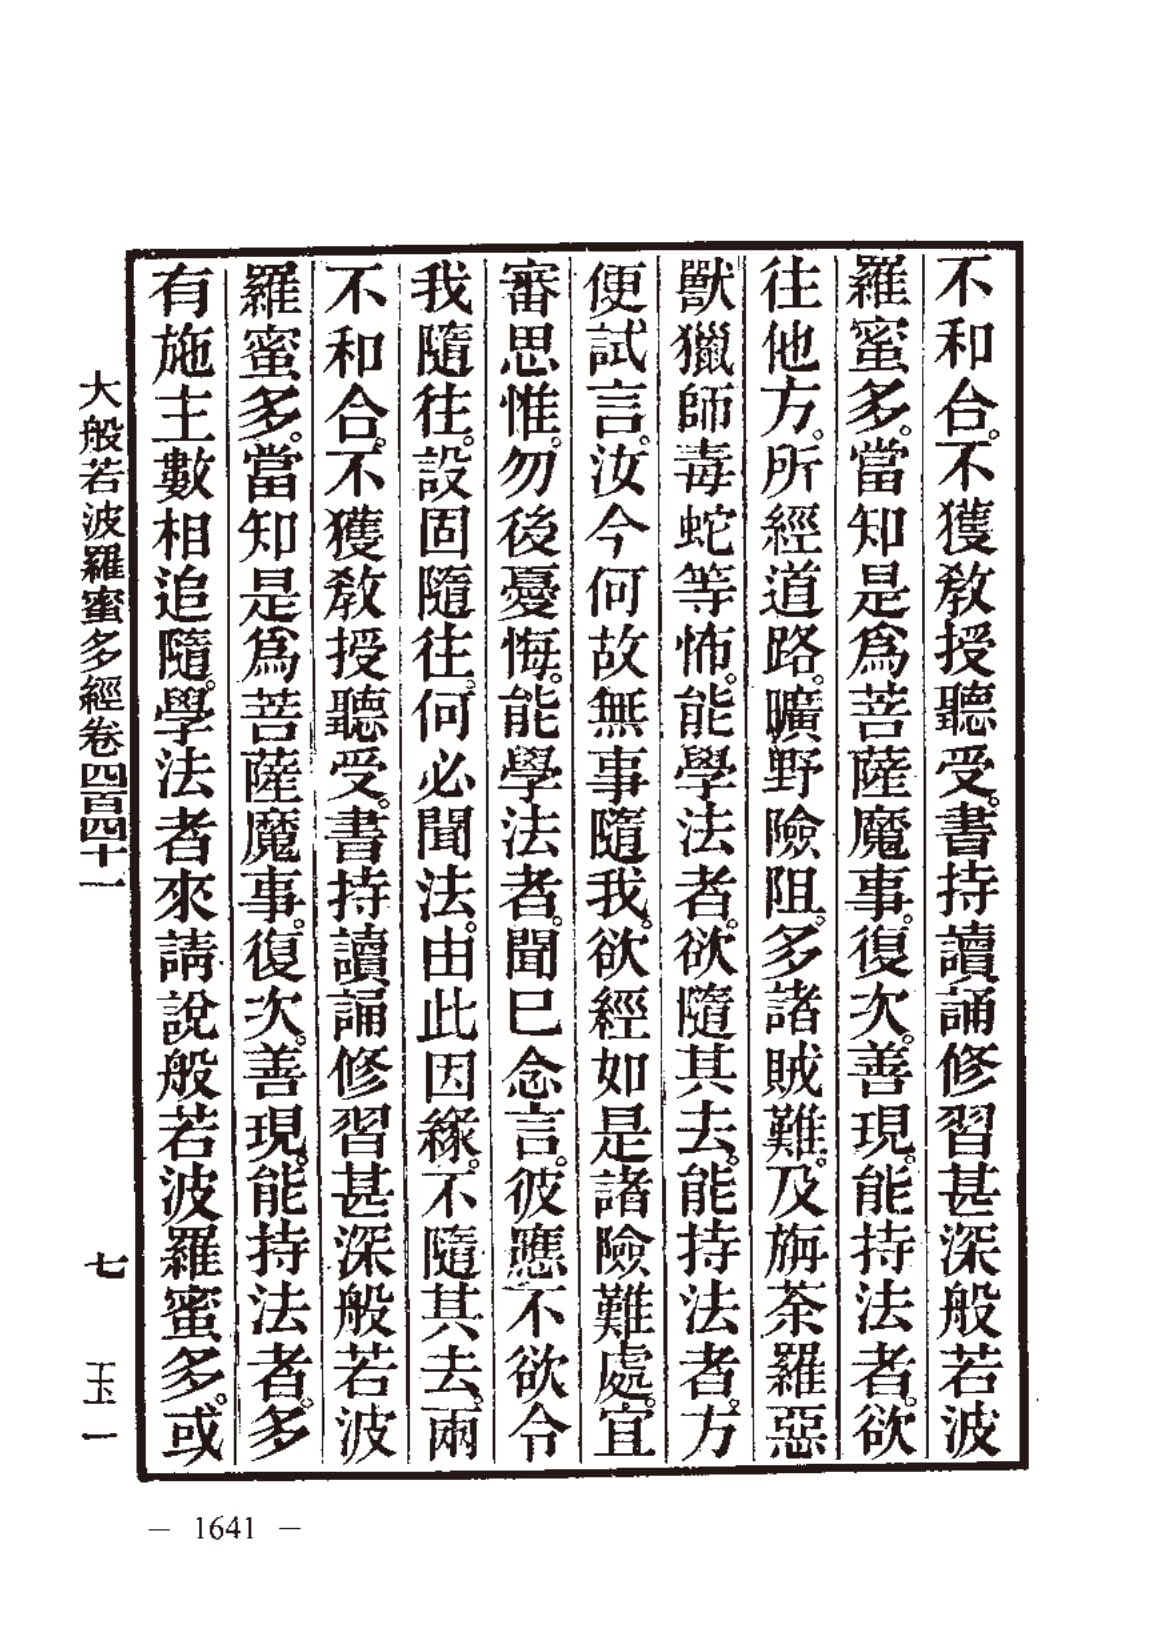 不和合。不獲敎授聽受。書持讀誦修習甚深般若波
羅蜜多。當知是爲菩薩魔事。復次。善現。能持法者。欲
往他方。所經道路。曠野險阻。多諸賊難。及旃荼羅惡
獸獵師毒蛇等怖。能學法者。欲隨其去。能持法者。方
便試言。汝今何故無事隨我。欲經如是諸險難處。宜
審思惟。勿後憂悔。能學法者。聞已念言。彼應不欲令
我隨往。設固隨往。何必聞法。由此因緣。不隨其去。兩
不和合。不獲敎授聽受。書持讀誦修習甚深般若波
羅蜜多。當知是爲菩薩魔事。復次。善現。能持法者。多
有施主數相追隨。學法者來請說般若波羅蜜多。或
大般若波羅蜜多經卷四百四十一 七 玉一
— 1641 —